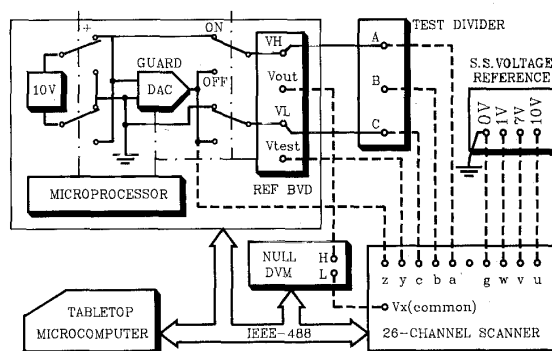 TEST DIVIDER
+
ON
GUARD
OFF
10V
DAC
VH
Vout
VL
Vtest
A
B
C
S.S.VOLTAGE
REFERENCE
0V 1V 7V 10V
MICROPROCESSOR
REF BVD
NULL
DVM
H
L
z y c b a g w v u
Vx(common)
TABLETOP
MICROCOMPUTER
IEEE-488
26-CHANNEL SCANNER